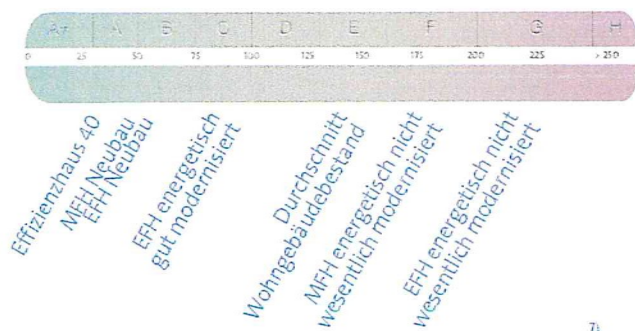 A+ A B C D E F G H
0 25 50 75 100 125 150 175 200 225 > 250
Effizienzhaus 40
MFH Neubau
EFH Neubau
EFH energetisch
gut modernisiert
Durchschnitt
Wohngebäudebestand
MFH energetisch nicht
wesentlich modernisiert
EFH energetisch nicht
wesentlich modernisiert